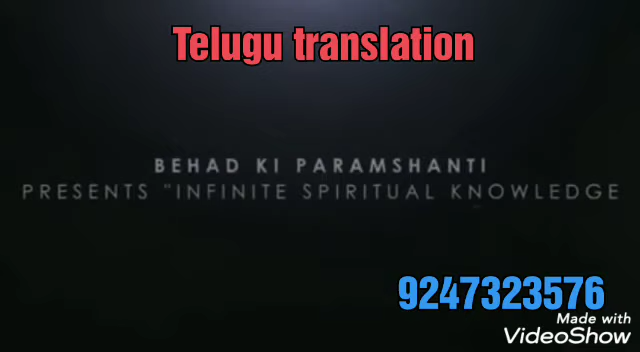 Telugu translation
BEHAD KI PARAMSHANTI
PRESENTS "INFINITE SPIRITUAL KNOWLEDGE
9247323576
Made with
VideoShow